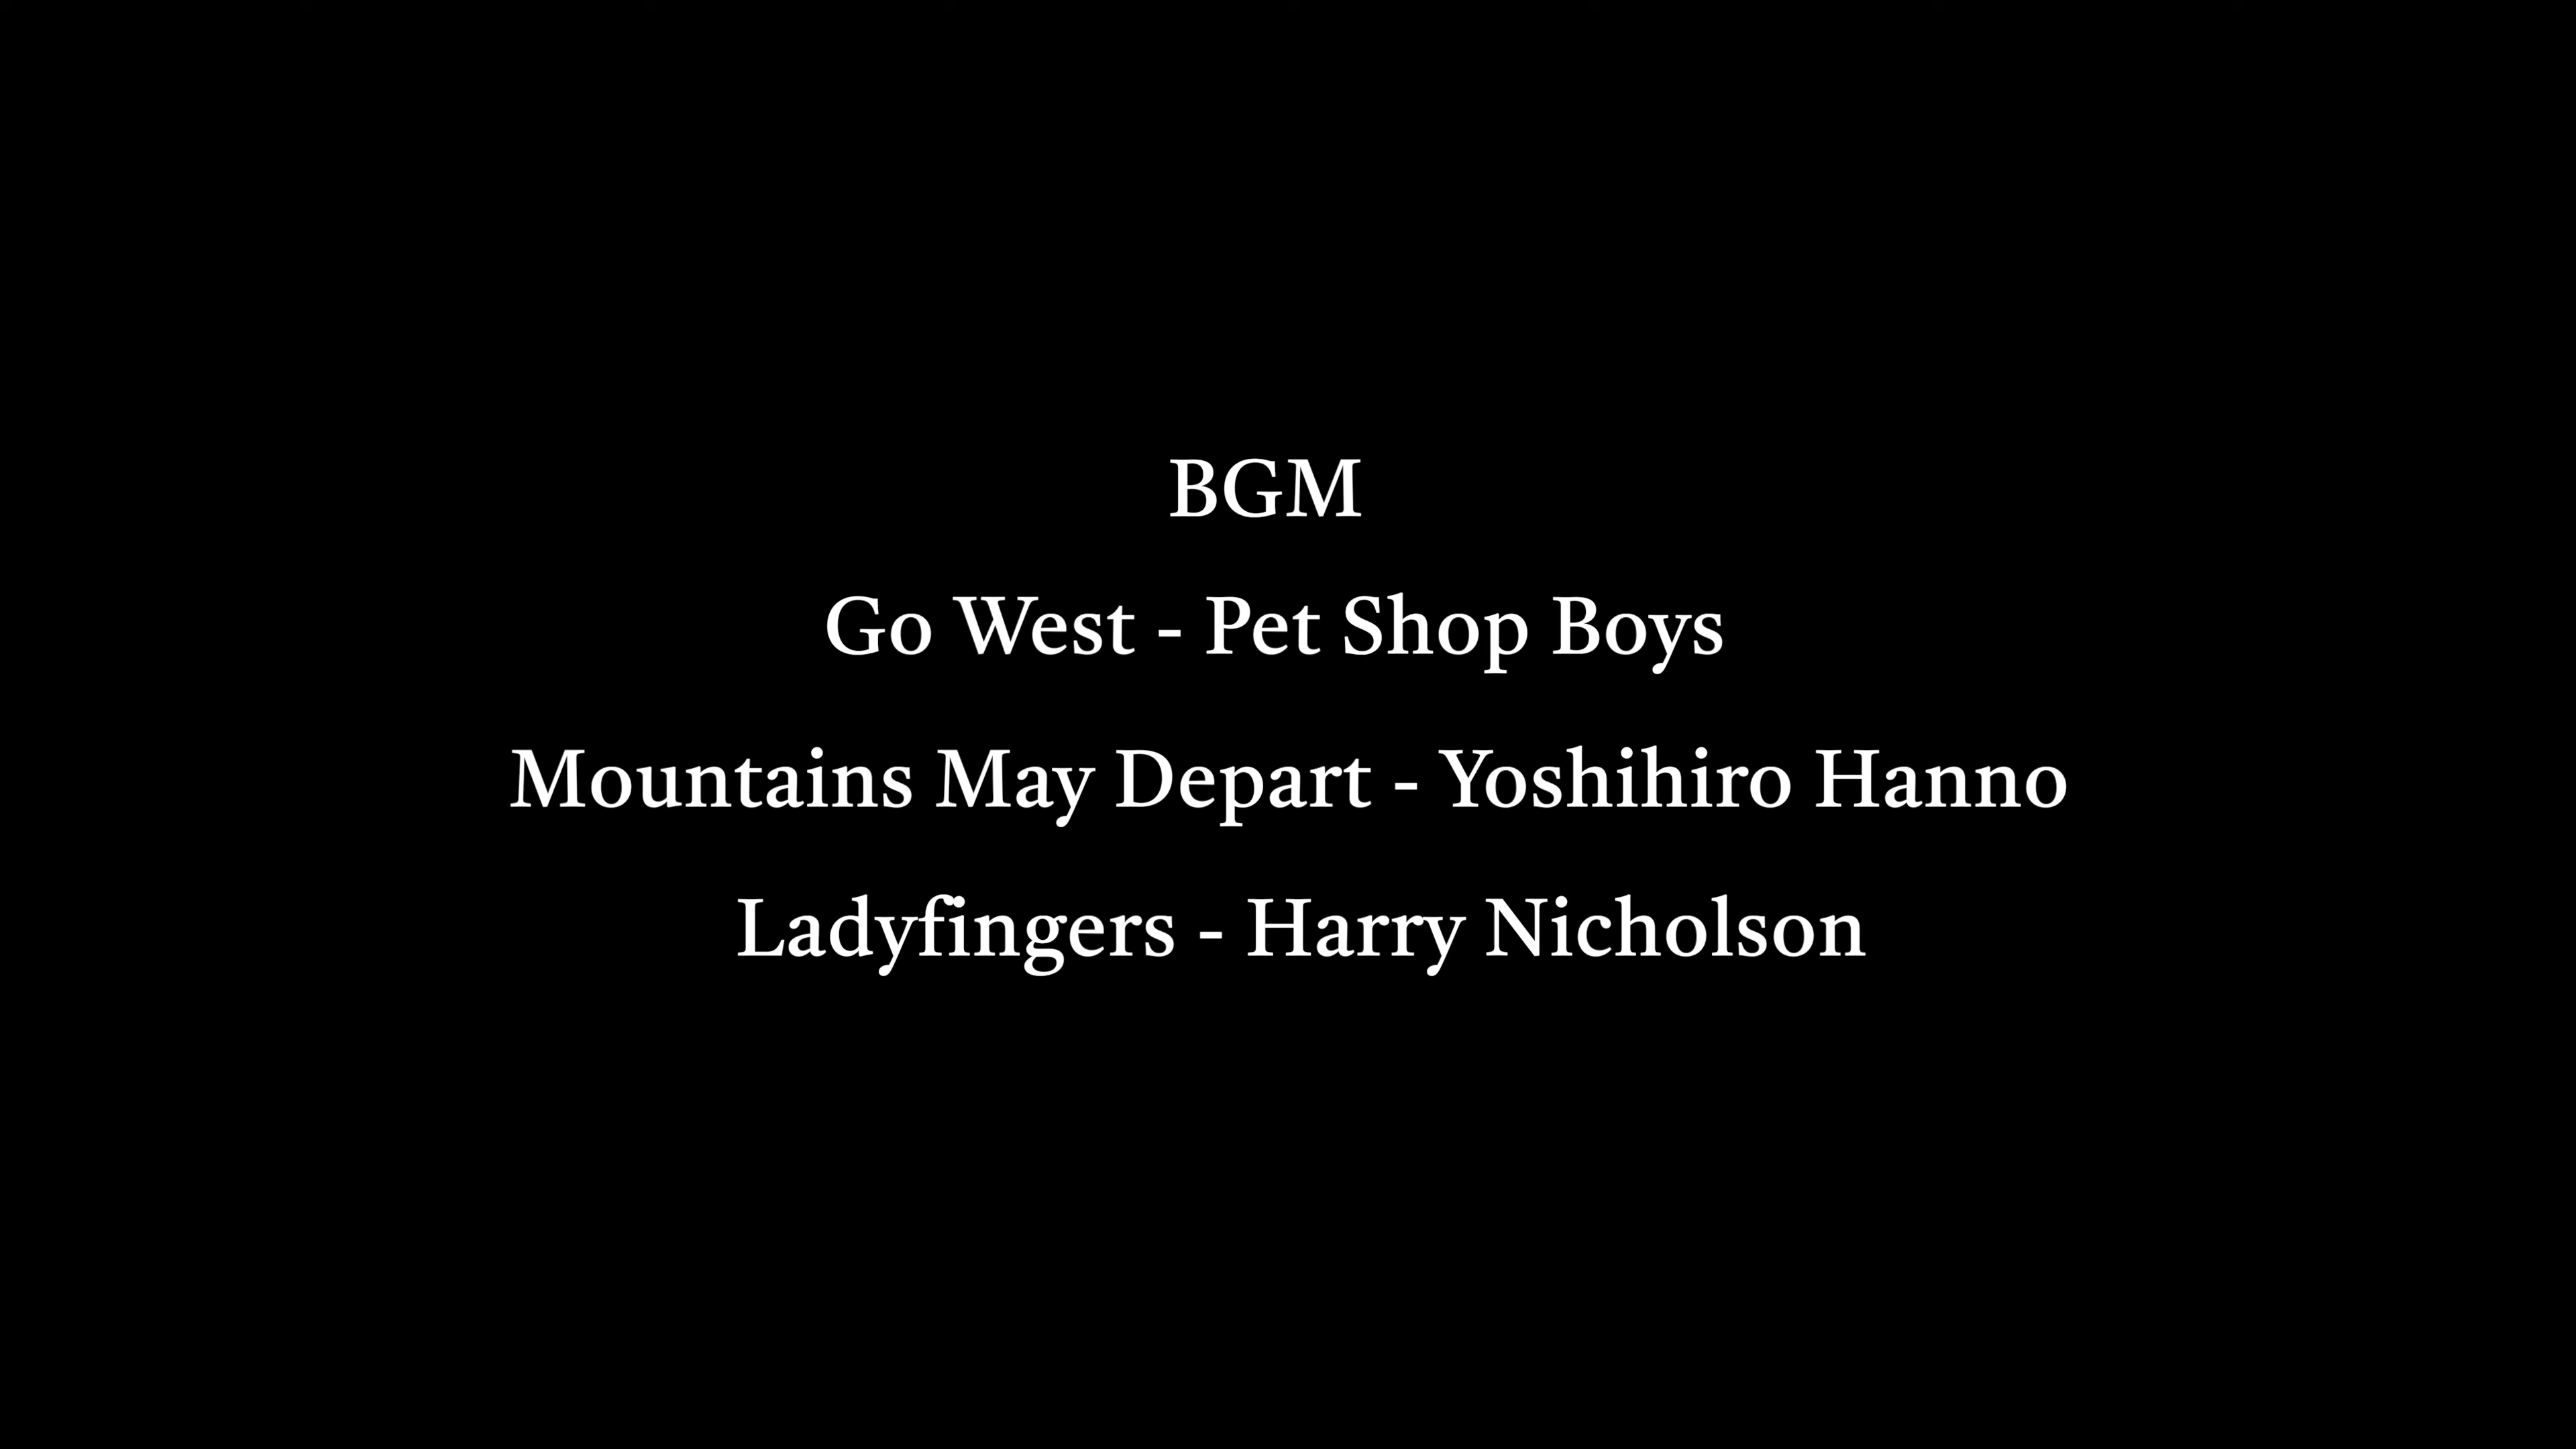 BGM
Go West - Pet Shop Boys
Mountains May Depart - Yoshihiro Hanno
Ladyfingers - Harry Nicholson